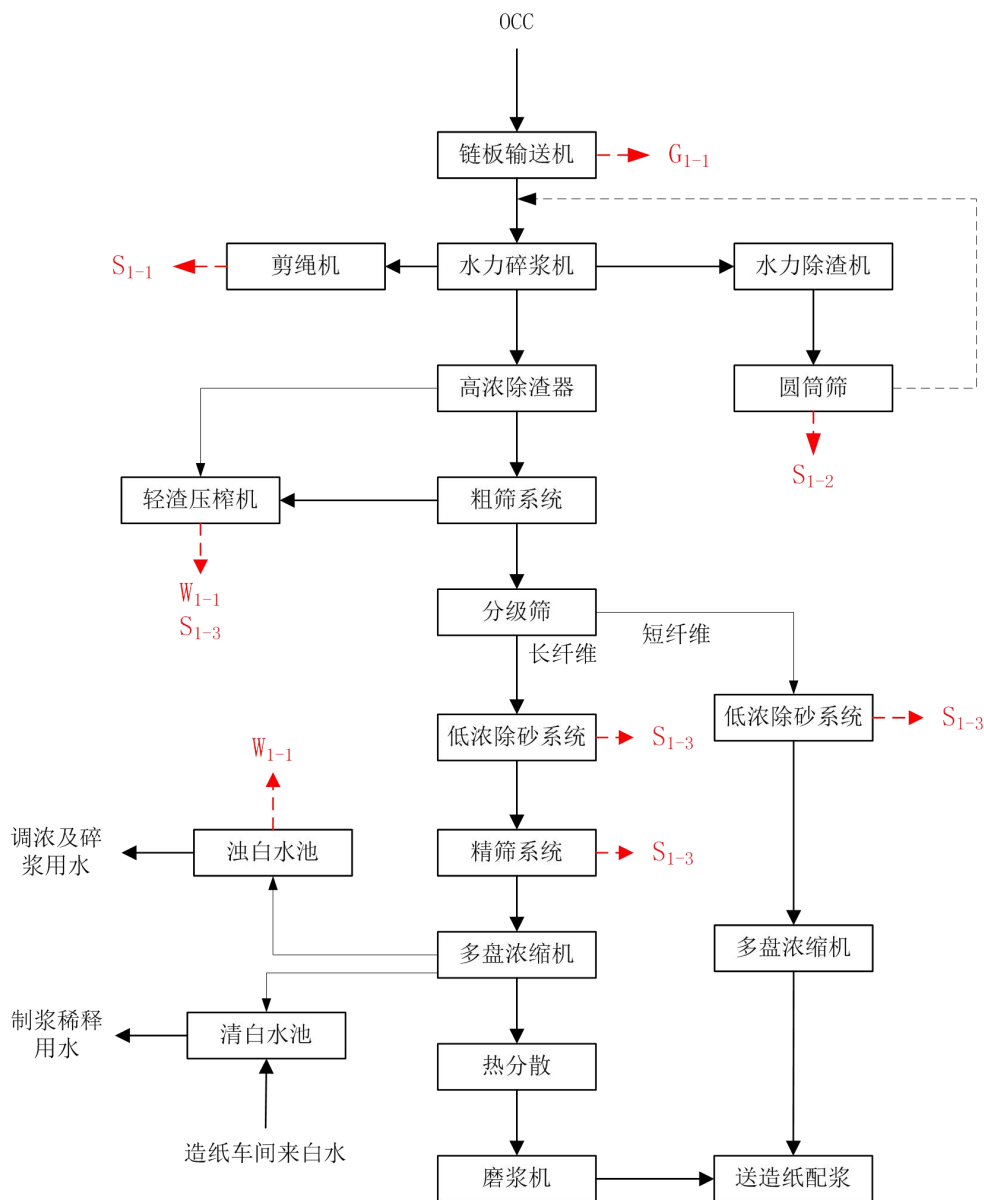 OCC
链板输送机
G1-1
S1-1
剪绳机
水力碎浆机
水力除渣机
高浓除渣器
圆筒筛
S1-2
轻渣压榨机
粗筛系统
W1-1
S1-3
分级筛
短纤维
长纤维
低浓除砂系统
S1-3
低浓除砂系统
S1-3
W1-1
调浓及碎
浆用水
浊白水池
精筛系统
S1-3
多盘浓缩机
多盘浓缩机
制浆稀释
用水
清白水池
热分散
造纸车间来白水
磨浆机
送造纸配浆